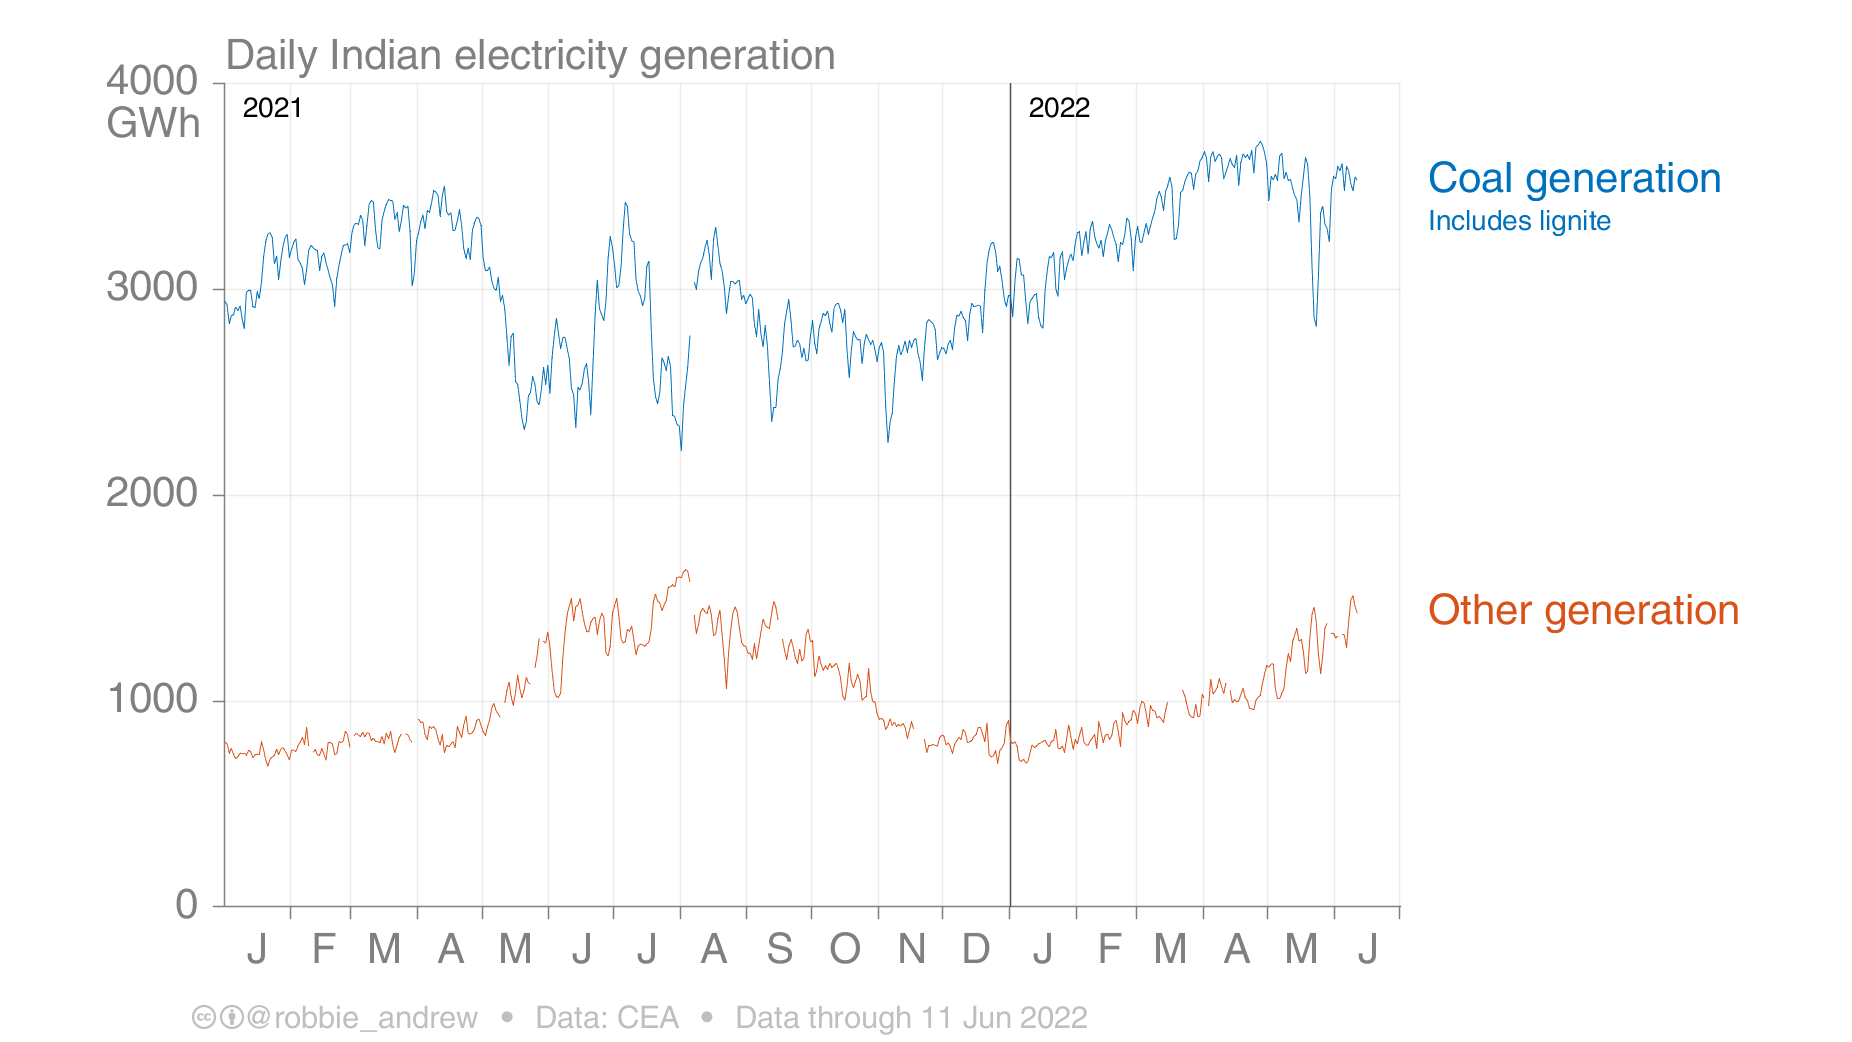 Daily Indian electricity generation
4000
GWh
2021
2022
Coal generation
Includes lignite
3000
2000
1000
Other generation
0
J F M A M J J A S O N D J F M A M J
@robbie_andrew • Data: CEA • Data through 11 Jun 2022